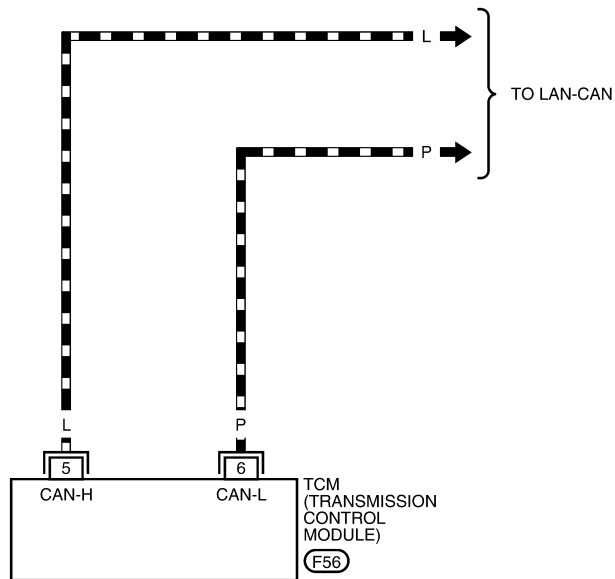 L
TO LAN-CAN
P
L
P
5
6
CAN-H
CAN-L
TCM
(TRANSMISSION
CONTROL
MODULE)
F56